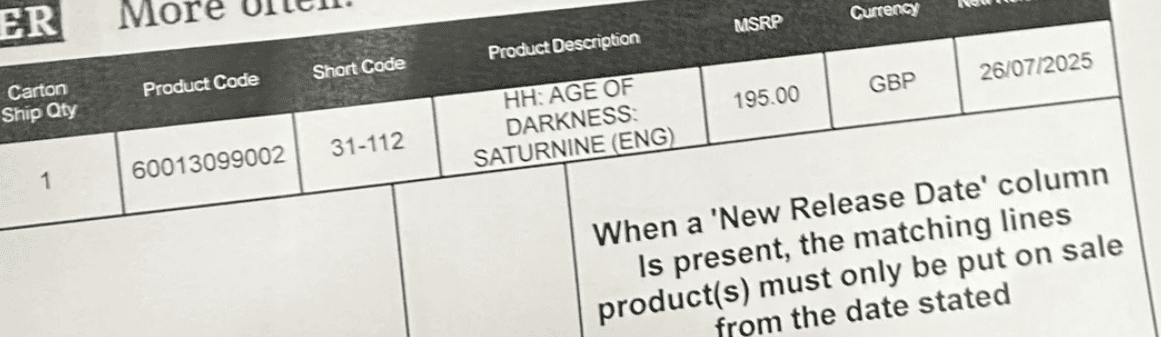 ER More often.
Carton Ship Qty Product Code Short Code Product Description MSRP Currency New
1 60013099002 31-112 HH: AGE OF DARKNESS: SATURNINE (ENG) 195.00 GBP 26/07/2025
When a 'New Release Date' column
Is present, the matching lines
product(s) must only be put on sale
from the date stated